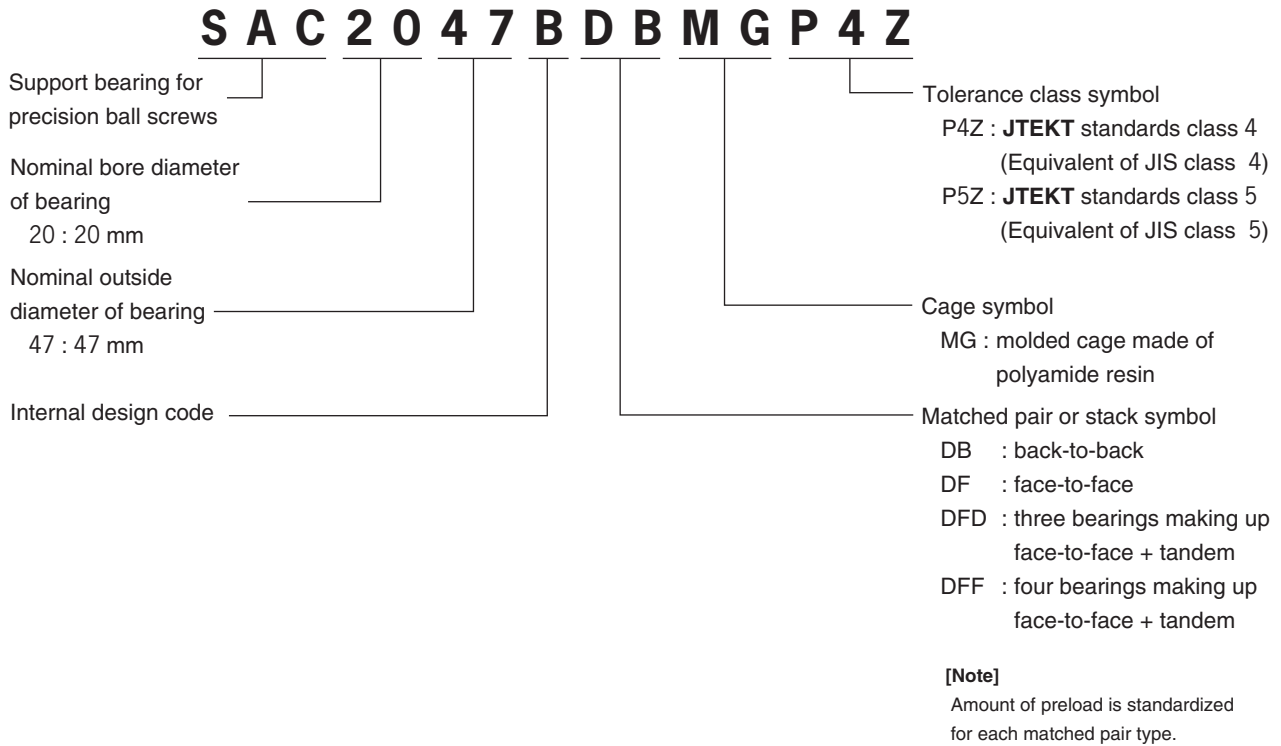 SAC2047BDBMGP4Z
Support bearing for
precision ball screws
Nominal bore diameter
of bearing
20 : 20 mm
Nominal outside
diameter of bearing
47 : 47 mm
Internal design code
Tolerance class symbol
P4Z : JTEKT standards class 4
(Equivalent of JIS class 4)
P5Z : JTEKT standards class 5
(Equivalent of JIS class 5)
Cage symbol
MG : molded cage made of
polyamide resin
Matched pair or stack symbol
DB : back-to-back
DF : face-to-face
DFD : three bearings making up
face-to-face + tandem
DFF : four bearings making up
face-to-face + tandem
[Note]
Amount of preload is standardized
for each matched pair type.